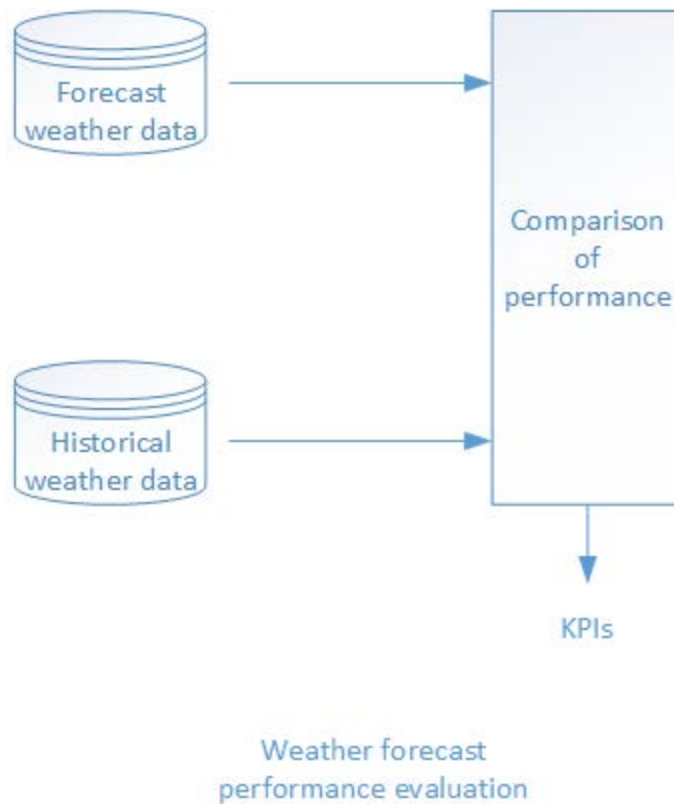 Forecast
weather data
Comparison
of
performance
Historical
weather data
KPIs
Weather forecast
performance evaluation